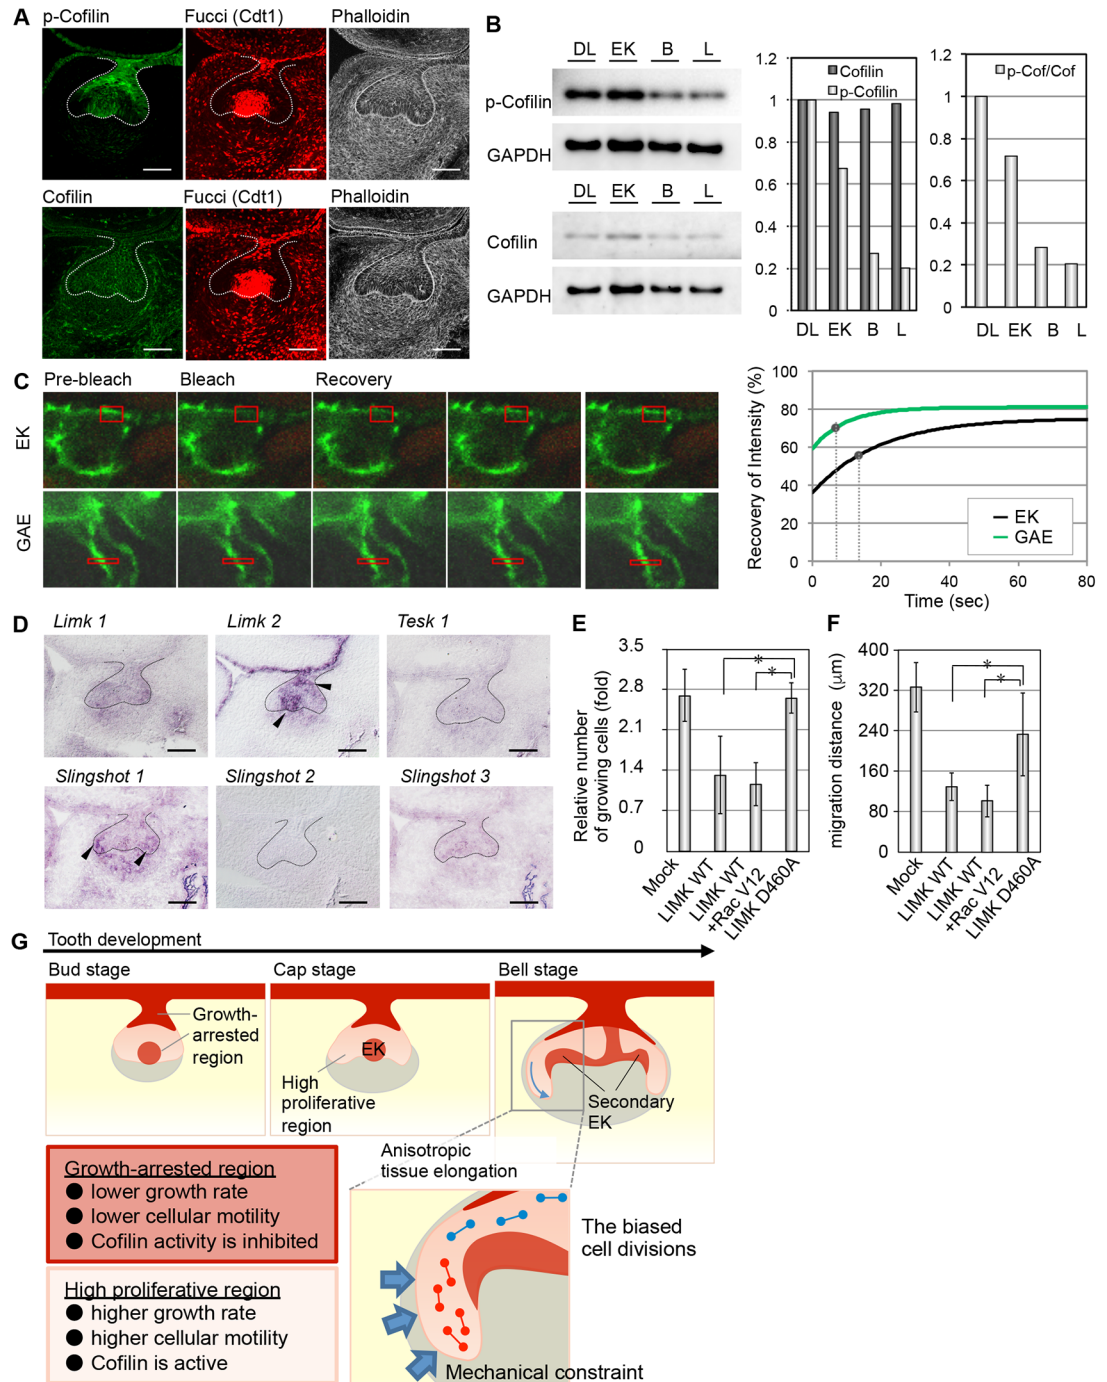 A
p-Cofilin Fucci (Cdt1) Phalloidin
Cofilin Fucci (Cdt1) Phalloidin
B
DL EK B L
p-Cofilin
GAPDH
DL EK B L
Cofilin
GAPDH
1.2
1
0.8
0.6
0.4
0.2
0
Cofilin
p-Cofilin
DL EK B L
1.2
1
0.8
0.6
0.4
0.2
0
p-Cof/Cof
DL EK B L
C
Pre-bleach Bleach Recovery
EK
GAE
Recovery of Intensity (%)
100
80
60
40
20
0
EK
GAE
0 20 40 60 80
Time (sec)
D
Limk 1 Limk 2 Tesk 1
Slingshot 1 Slingshot 2 Slingshot 3
E
Relative number
of growing cells (fold)
3.5
2.8
2.1
1.4
0.7
0
* *
Mock
LIMK WT
LIMK WT
+Rac V12
LIMK D460A
F
migration distance (μm)
400
320
240
160
80
0
* *
Mock
LIMK WT
LIMK WT
+Rac V12
LIMK D460A
G
Tooth development
Bud stage Cap stage Bell stage
Growth-
arrested
region
EK
High
proliferative
region
Secondary
EK
Anisotropic
tissue elongation
Growth-arrested region
● lower growth rate
● lower cellular motility
● Cofilin activity is inhibited
High proliferative region
● higher growth rate
● higher cellular motility
● Cofilin is active
The biased
cell divisions
Mechanical constraint